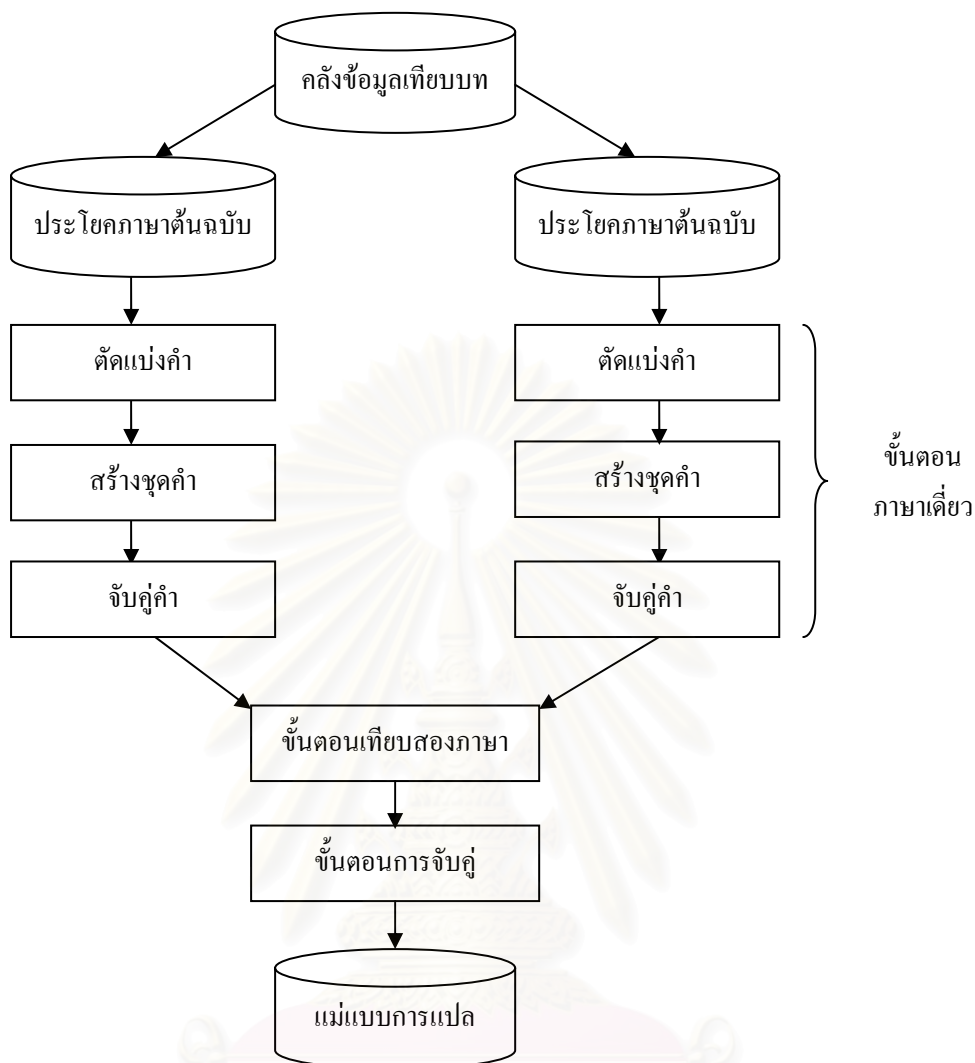 คลังข้อมูลเทียบบท
ประโยคภาษาต้นฉบับ
ประโยคภาษาต้นฉบับ
ตัดแบ่งคำ
ตัดแบ่งคำ
สร้างชุดคำ
สร้างชุดคำ
จับคู่คำ
จับคู่คำ
ขั้นตอน
ภาษาเดี่ยว
ขั้นตอนเทียบสองภาษา
ขั้นตอนการจับคู่
แม่แบบการแปล